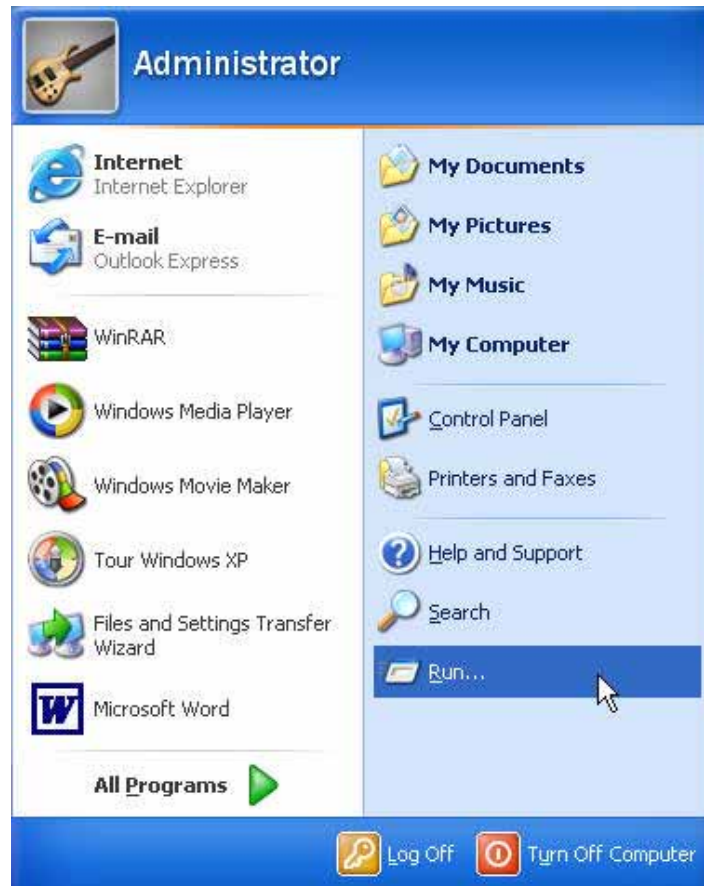 Administrator
Internet
Internet Explorer
E-mail
Outlook Express
WinRAR
Windows Media Player
Windows Movie Maker
Tour Windows XP
Files and Settings Transfer
Wizard
Microsoft Word
All Programs
My Documents
My Pictures
My Music
My Computer
Control Panel
Printers and Faxes
Help and Support
Search
Run...
Log Off
Turn Off Computer